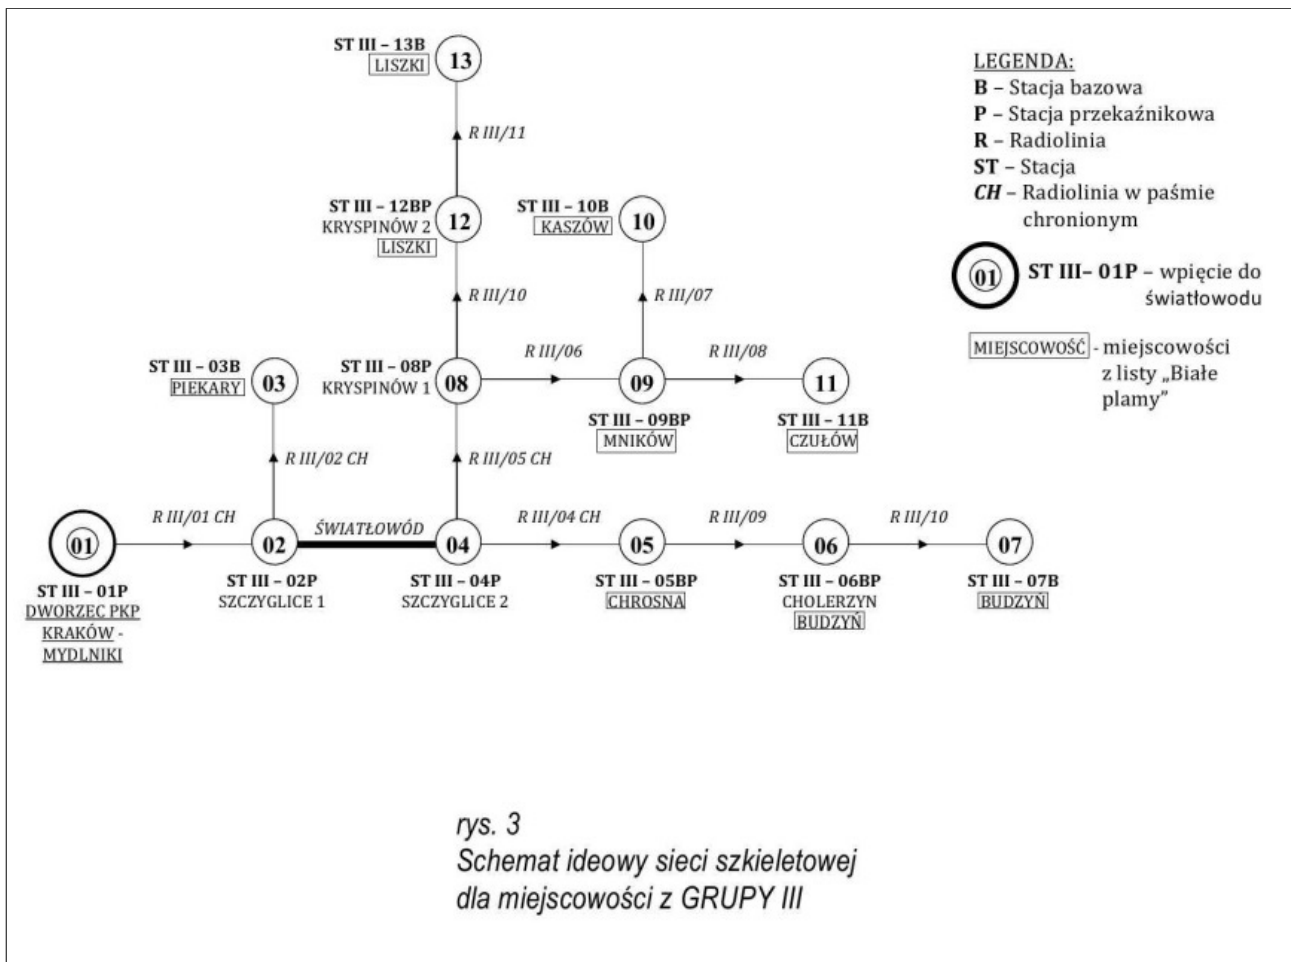 ST III – 13B
LISZKI
13
R III/11
ST III – 12BP
KRYSPINÓW 2
LISZKI
12
ST III – 10B
KASZÓW
10
R III/10
R III/07
ST III – 03B
PIEKARY
03
ST III – 08P
KRYSPINÓW 1
08
R III/06
09
R III/08
11
ST III – 09BP
MNIKÓW
ST III – 11B
CZUŁÓW
R III/02 CH
R III/05 CH
01
R III/01 CH
02
ŚWIATŁOWÓD
04
R III/04 CH
05
R III/09
06
R III/10
07
ST III – 01P
DWORZEC PKP
KRAKÓW -
MYDLNIKI
ST III – 02P
SZCZYGLICE 1
ST III – 04P
SZCZYGLICE 2
ST III – 05BP
CHROSNA
ST III – 06BP
CHOLERZYN
BUDZYŃ
ST III – 07B
BUDZYŃ
LEGENDA:
B – Stacja bazowa
P – Stacja przekaźnikowa
R – Radiolinia
ST – Stacja
CH – Radiolinia w paśmie
chronionym
01 ST III– 01P – wpięcie do
światłowodu
MIEJSCOWOŚĆ - miejscowości
z listy „Białe
plamy”
rys. 3
Schemat ideowy sieci szkieletowej
dla miejscowości z GRUPY III